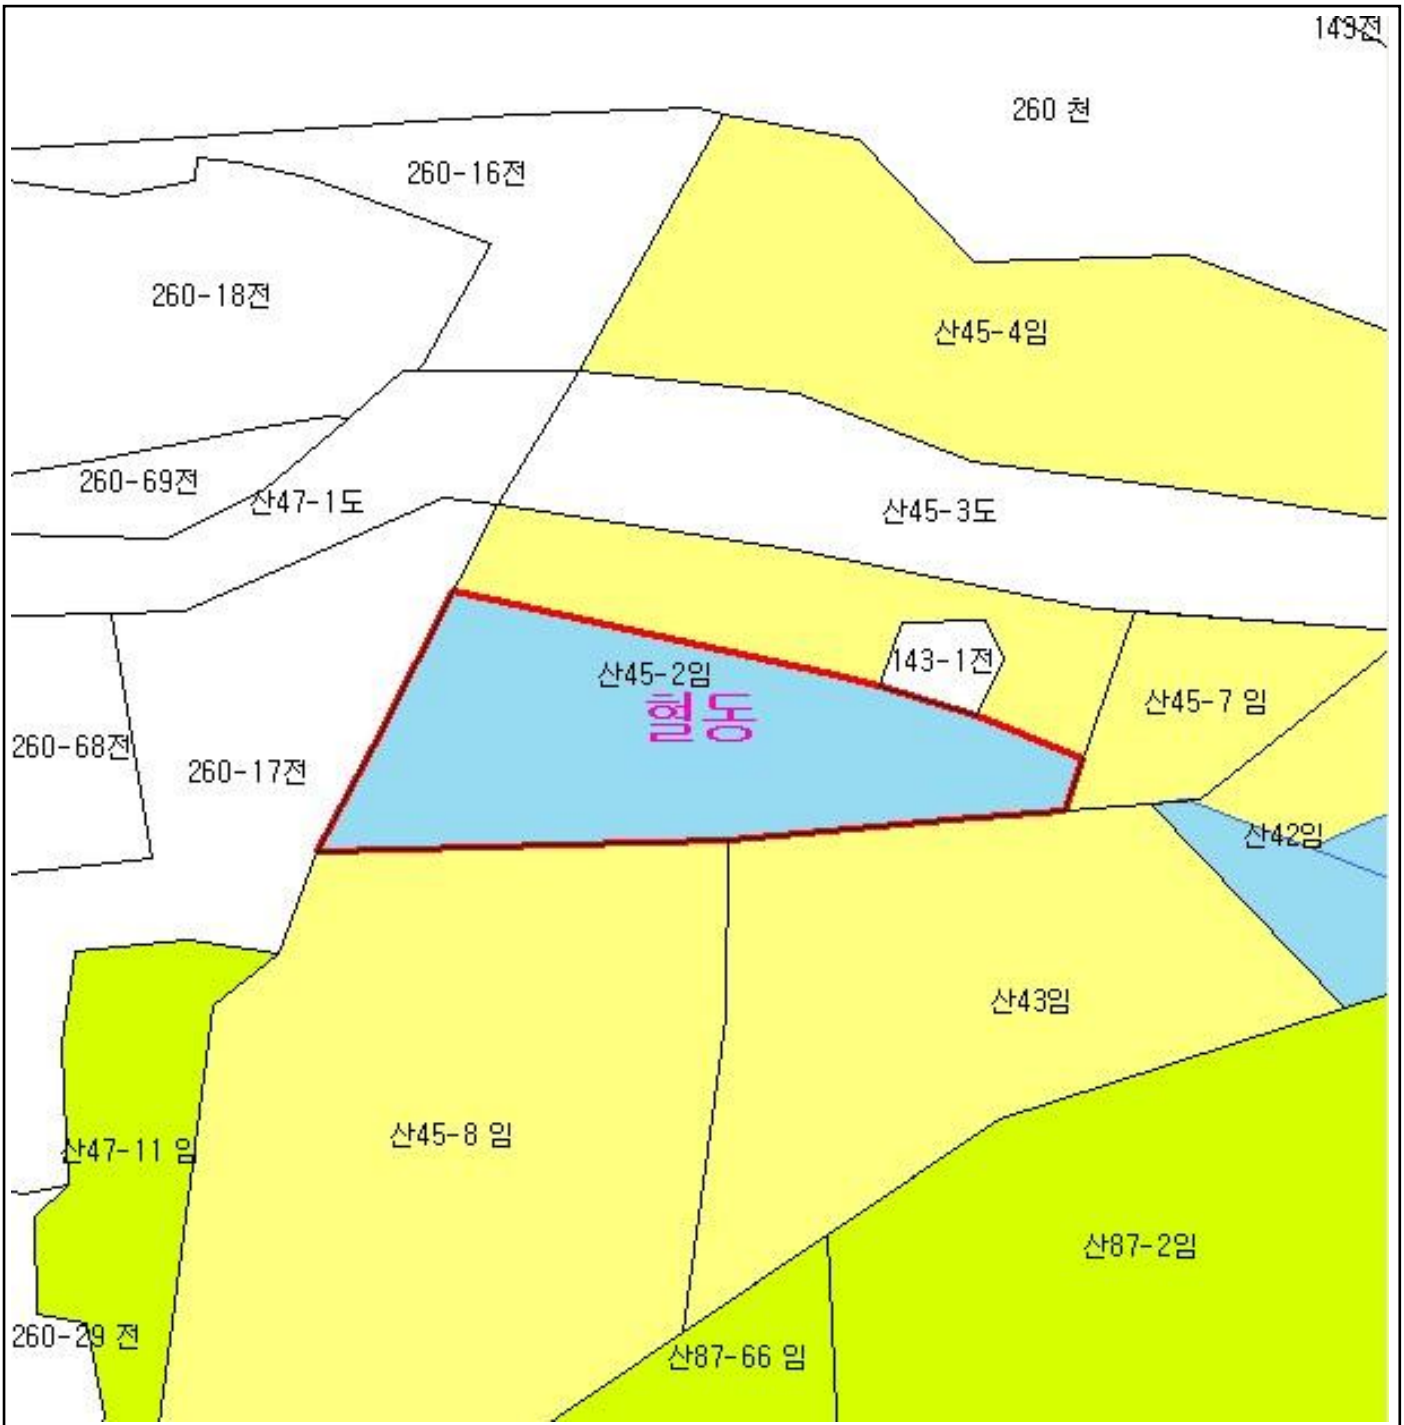 149전
260 천
260-16전
260-18전
산45-4임
260-69전
산47-1도
산45-3도
143-1전
산45-2임
산45-7 임
혈동
260-68전
260-17전
산42임
산43임
산45-8 임
산47-11 임
산87-2임
260-29 전
산87-66 임